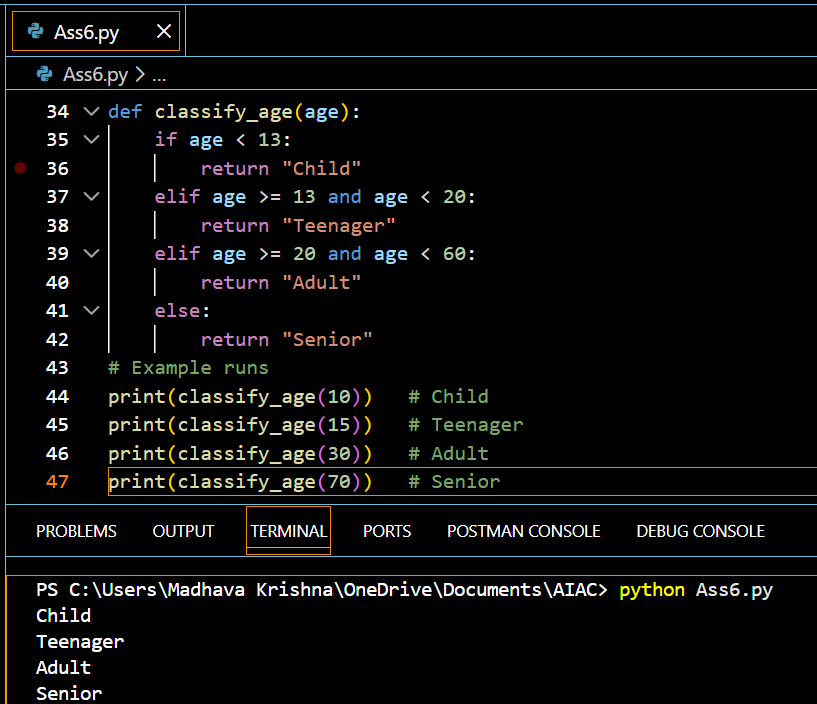 Ass6.py
Ass6.py > ...
34 def classify_age(age):
35     if age < 13:
36         return "Child"
37     elif age >= 13 and age < 20:
38         return "Teenager"
39     elif age >= 20 and age < 60:
40         return "Adult"
41     else:
42         return "Senior"
43 # Example runs
44 print(classify_age(10))   # Child
45 print(classify_age(15))   # Teenager
46 print(classify_age(30))   # Adult
47 print(classify_age(70))   # Senior
PROBLEMS OUTPUT TERMINAL PORTS POSTMAN CONSOLE DEBUG CONSOLE
PS C:\Users\Madhava Krishna\OneDrive\Documents\AIAC> python Ass6.py
Child
Teenager
Adult
Senior